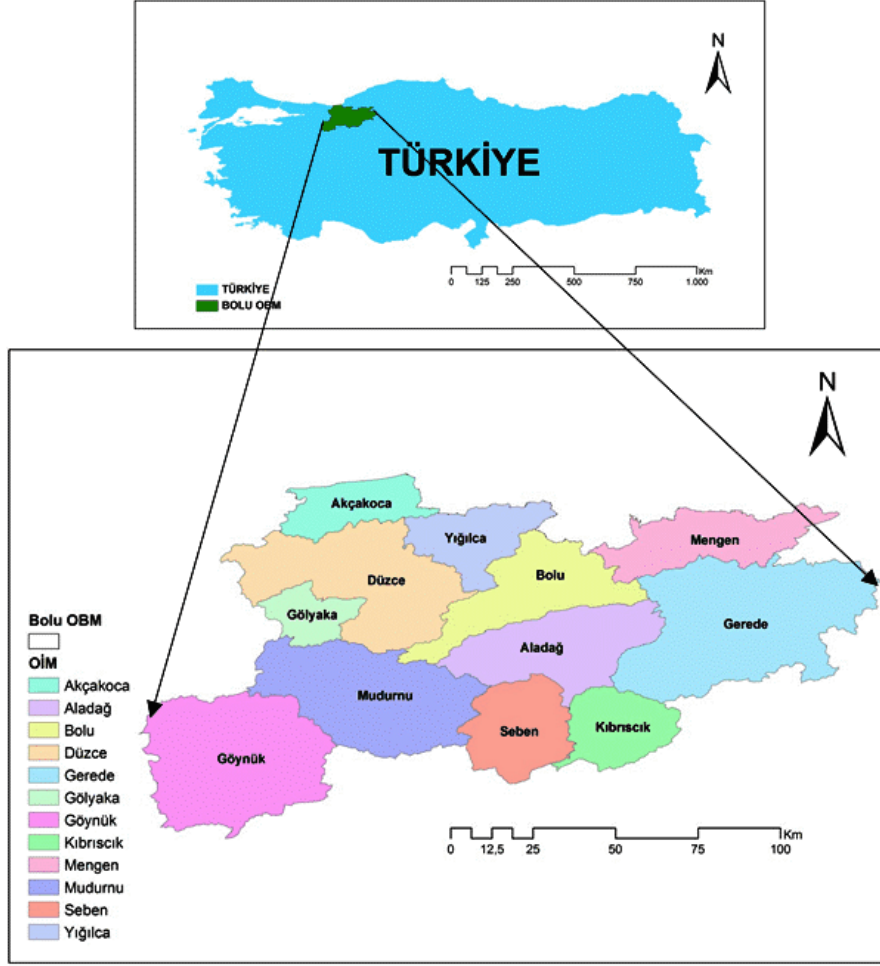 N
TÜRKİYE
TÜRKİYE
BOLU OBM
Km
0 125 250 500 750 1.000
N
Akçakoca
Yığılca
Mengen
Düzce
Bolu
Gölyaka
Gerede
Aladağ
Mudurnu
Kıbrıscık
Seben
Göynük
Bolu OBM
OİM
Akçakoca
Aladağ
Bolu
Düzce
Gerede
Gölyaka
Göynük
Kıbrıscık
Mengen
Mudurnu
Seben
Yığılca
Km
0 12,5 25 50 75 100